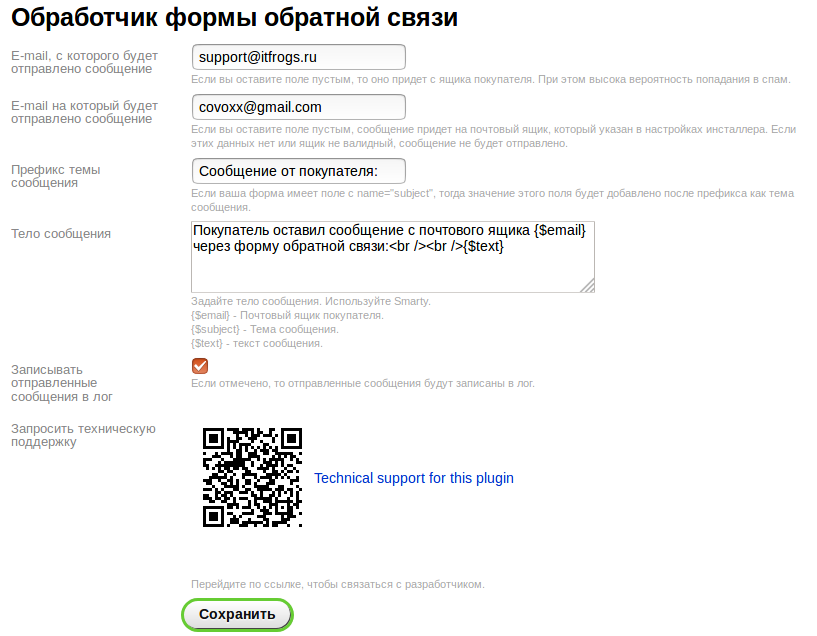 Обработчик формы обратной связи
E-mail, с которого будет
отправлено сообщение
support@itfrogs.ru
Если вы оставите поле пустым, то оно придет с ящика покупателя. При этом высока вероятность попадания в спам.
E-mail на который будет
отправлено сообщение
covoxx@gmail.com
Если вы оставите поле пустым, сообщение придет на почтовый ящик, который указан в настройках инсталлера. Если
этих данных нет или ящик не валидный, сообщение не будет отправлено.
Префикс темы
сообщения
Сообщение от покупателя:
Если ваша форма имеет поле с name="subject", тогда значение этого поля будет добавлено после префикса как тема
сообщения.
Тело сообщения
Покупатель оставил сообщение с почтового ящика {$email}
через форму обратной связи:<br /><br />{$text}
Задайте тело сообщения. Используйте Smarty.
{$email} - Почтовый ящик покупателя.
{$subject} - Тема сообщения.
{$text} - текст сообщения.
Записывать
отправленные
сообщения в лог
Если отмечено, то отправленные сообщения будут записаны в лог.
Запросить техническую
поддержку
Technical support for this plugin
Перейдите по ссылке, чтобы связаться с разработчиком.
Сохранить